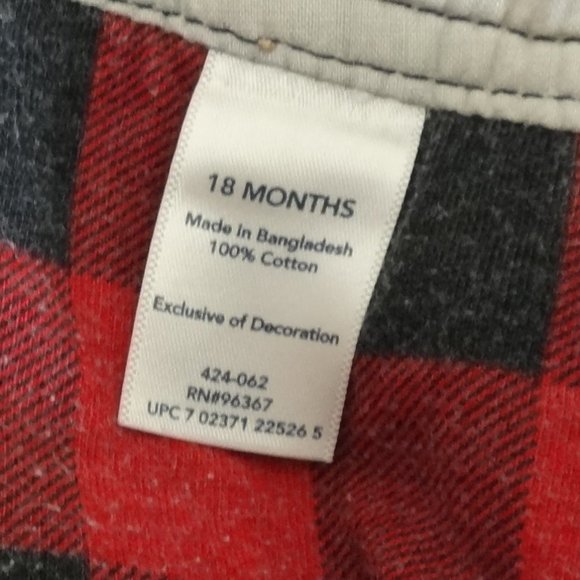 18 MONTHS
Made in Bangladesh
100% Cotton
Exclusive of Decoration
424-062
RN#96367
UPC 7 02371 22526 5